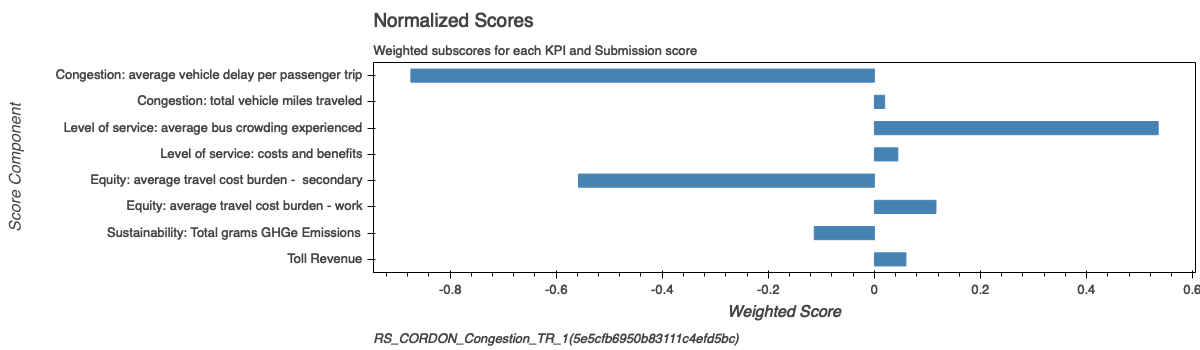 Normalized Scores
Weighted subscores for each KPI and Submission score
Score Component
Congestion: average vehicle delay per passenger trip
Congestion: total vehicle miles traveled
Level of service: average bus crowding experienced
Level of service: costs and benefits
Equity: average travel cost burden -  secondary
Equity: average travel cost burden - work
Sustainability: Total grams GHGe Emissions
Toll Revenue
-0.8 -0.6 -0.4 -0.2 0 0.2 0.4 0.6
Weighted Score
RS_CORDON_Congestion_TR_1(5e5cfb6950b83111c4efd5bc)